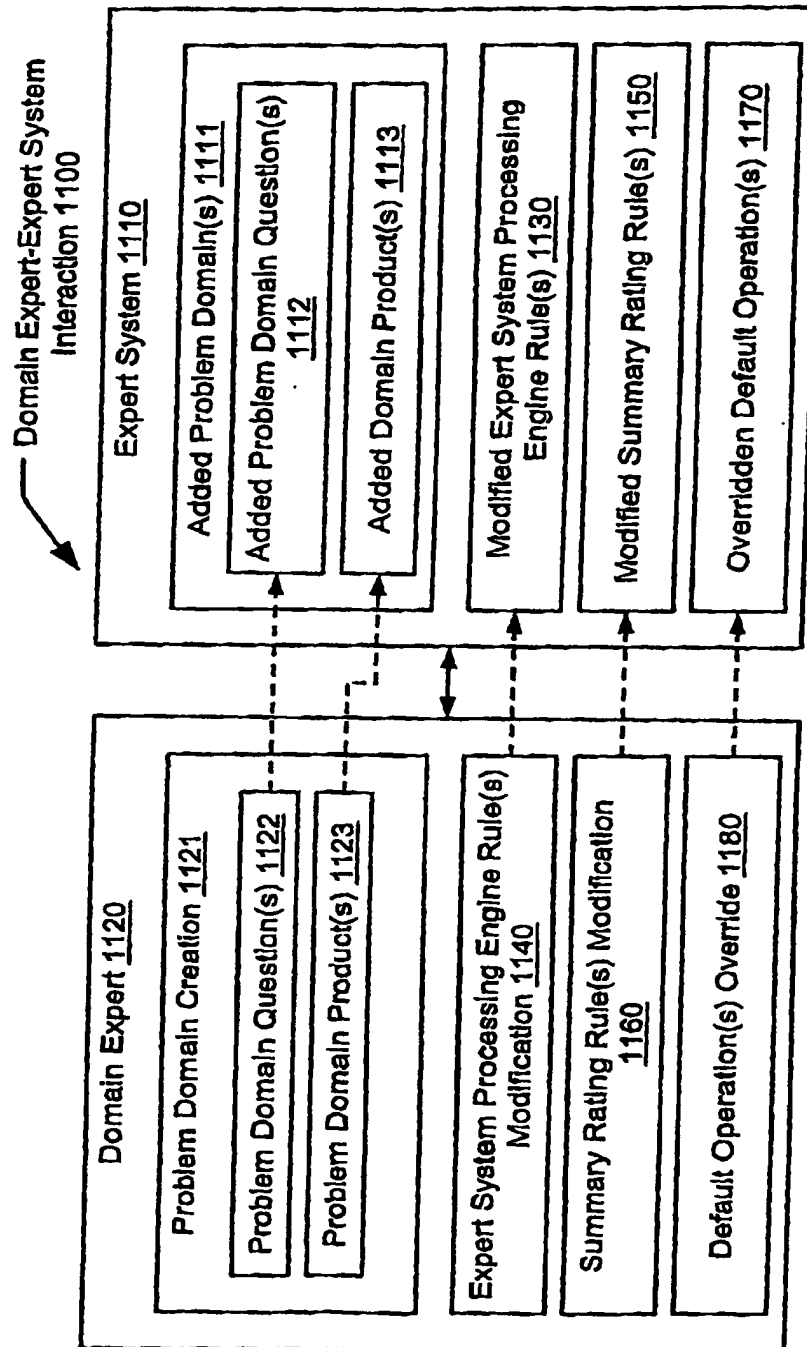 Domain Expert-Expert System
Interaction 1100
Domain Expert 1120
Problem Domain Creation 1121
Problem Domain Question(s) 1122
Problem Domain Product(s) 1123
Expert System Processing Engine Rule(s)
Modification 1140
Summary Rating Rule(s) Modification
1160
Default Operation(s) Override 1180
Expert System 1110
Added Problem Domain(s) 1111
Added Problem Domain Question(s)
1112
Added Domain Product(s) 1113
Modified Expert System Processing
Engine Rule(s) 1130
Modified Summary Rating Rule(s) 1150
Overridden Default Operation(s) 1170